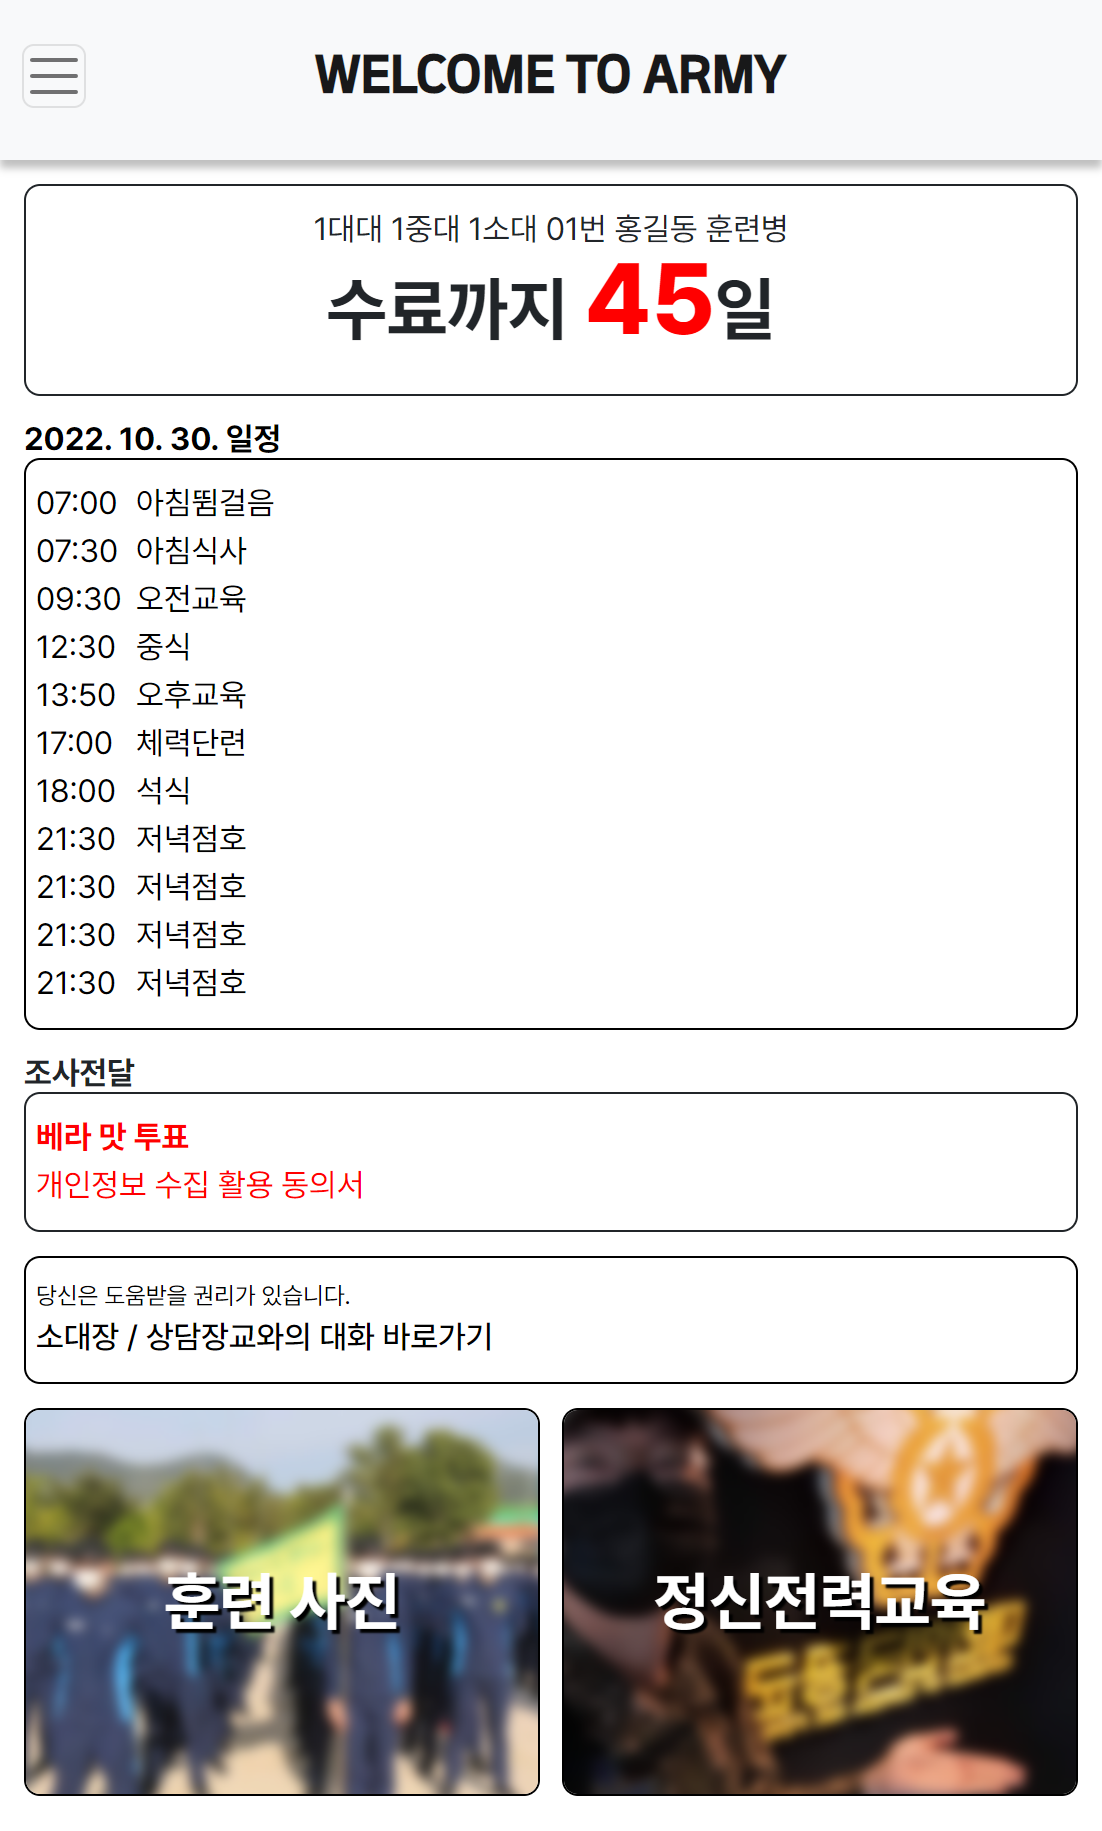 WELCOME TO ARMY
1대대 1중대 1소대 01번 홍길동 훈련병
수료까지 45일
2022. 10. 30. 일정
07:00 아침뜀걸음
07:30 아침식사
09:30 오전교육
12:30 중식
13:50 오후교육
17:00 체력단련
18:00 석식
21:30 저녁점호
21:30 저녁점호
21:30 저녁점호
21:30 저녁점호
조사전달
베라 맛 투표
개인정보 수집 활용 동의서
당신은 도움받을 권리가 있습니다.
소대장 / 상담장교와의 대화 바로가기
훈련 사진
정신전력교육